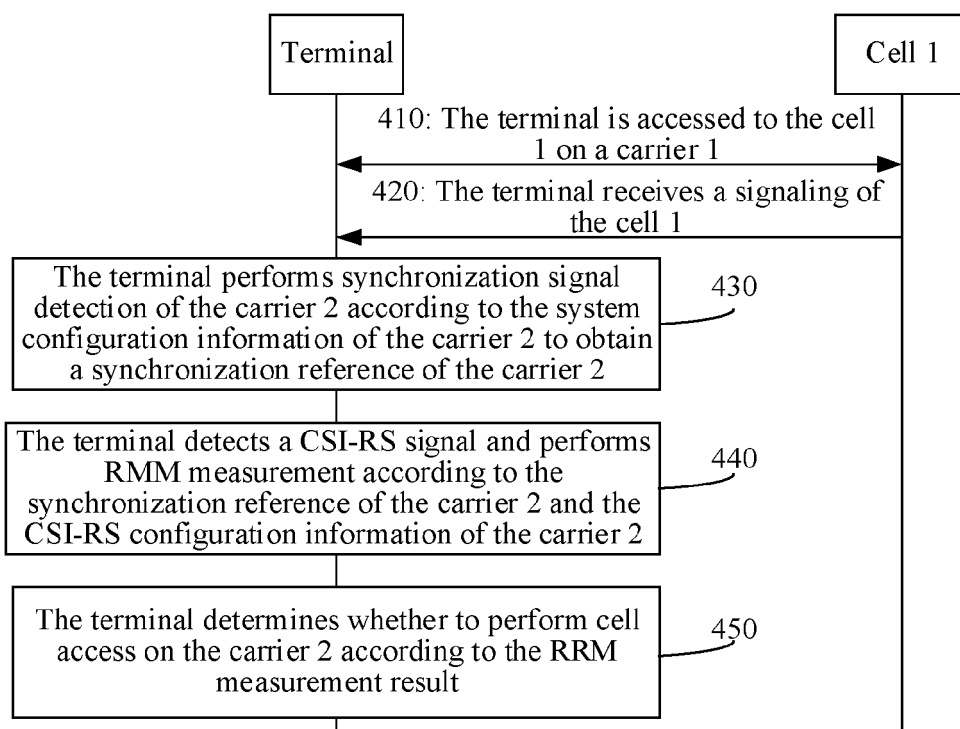 Terminal
Cell 1
410: The terminal is accessed to the cell
1 on a carrier 1
420: The terminal receives a signaling of
the cell 1
The terminal performs synchronization signal
detection of the carrier 2 according to the system
configuration information of the carrier 2 to obtain
a synchronization reference of the carrier 2
430
The terminal detects a CSI-RS signal and performs
RMM measurement according to the
synchronization reference of the carrier 2 and the
CSI-RS configuration information of the carrier 2
440
The terminal determines whether to perform cell
access on the carrier 2 according to the RRM
measurement result
450